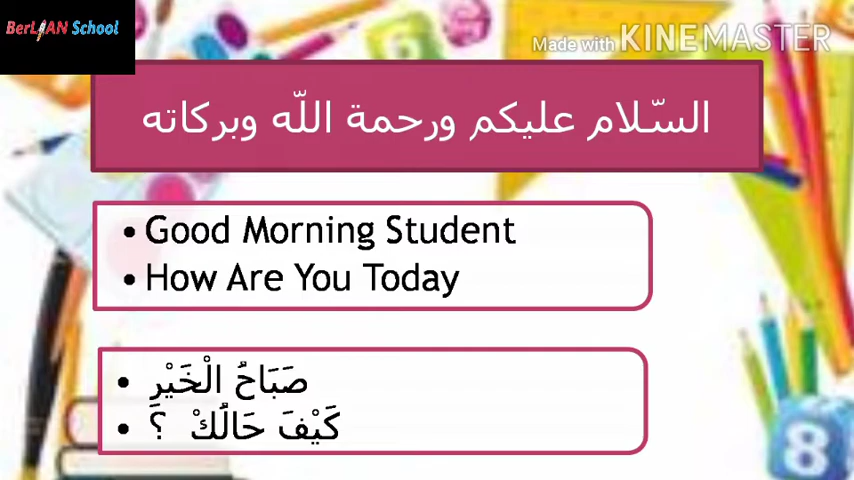 BerLIAN School
Made with KINEMASTER
السّلام عليكم ورحمة اللّه وبركاته
• Good Morning Student
• How Are You Today
• صَبَاحُ الْخَيْرِ
• كَيْفَ حَالُكْ ؟
8